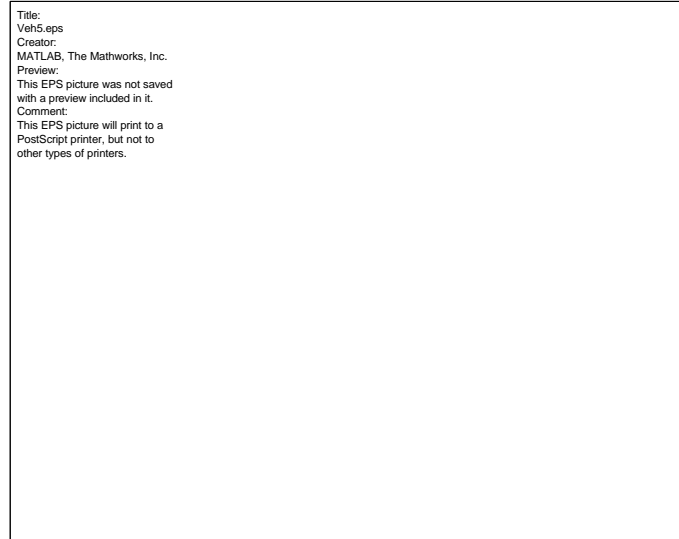 Title:
Veh5.eps
Creator:
MATLAB, The Mathworks, Inc.
Preview:
This EPS picture was not saved
with a preview included in it.
Comment:
This EPS picture will print to a
PostScript printer, but not to
other types of printers.